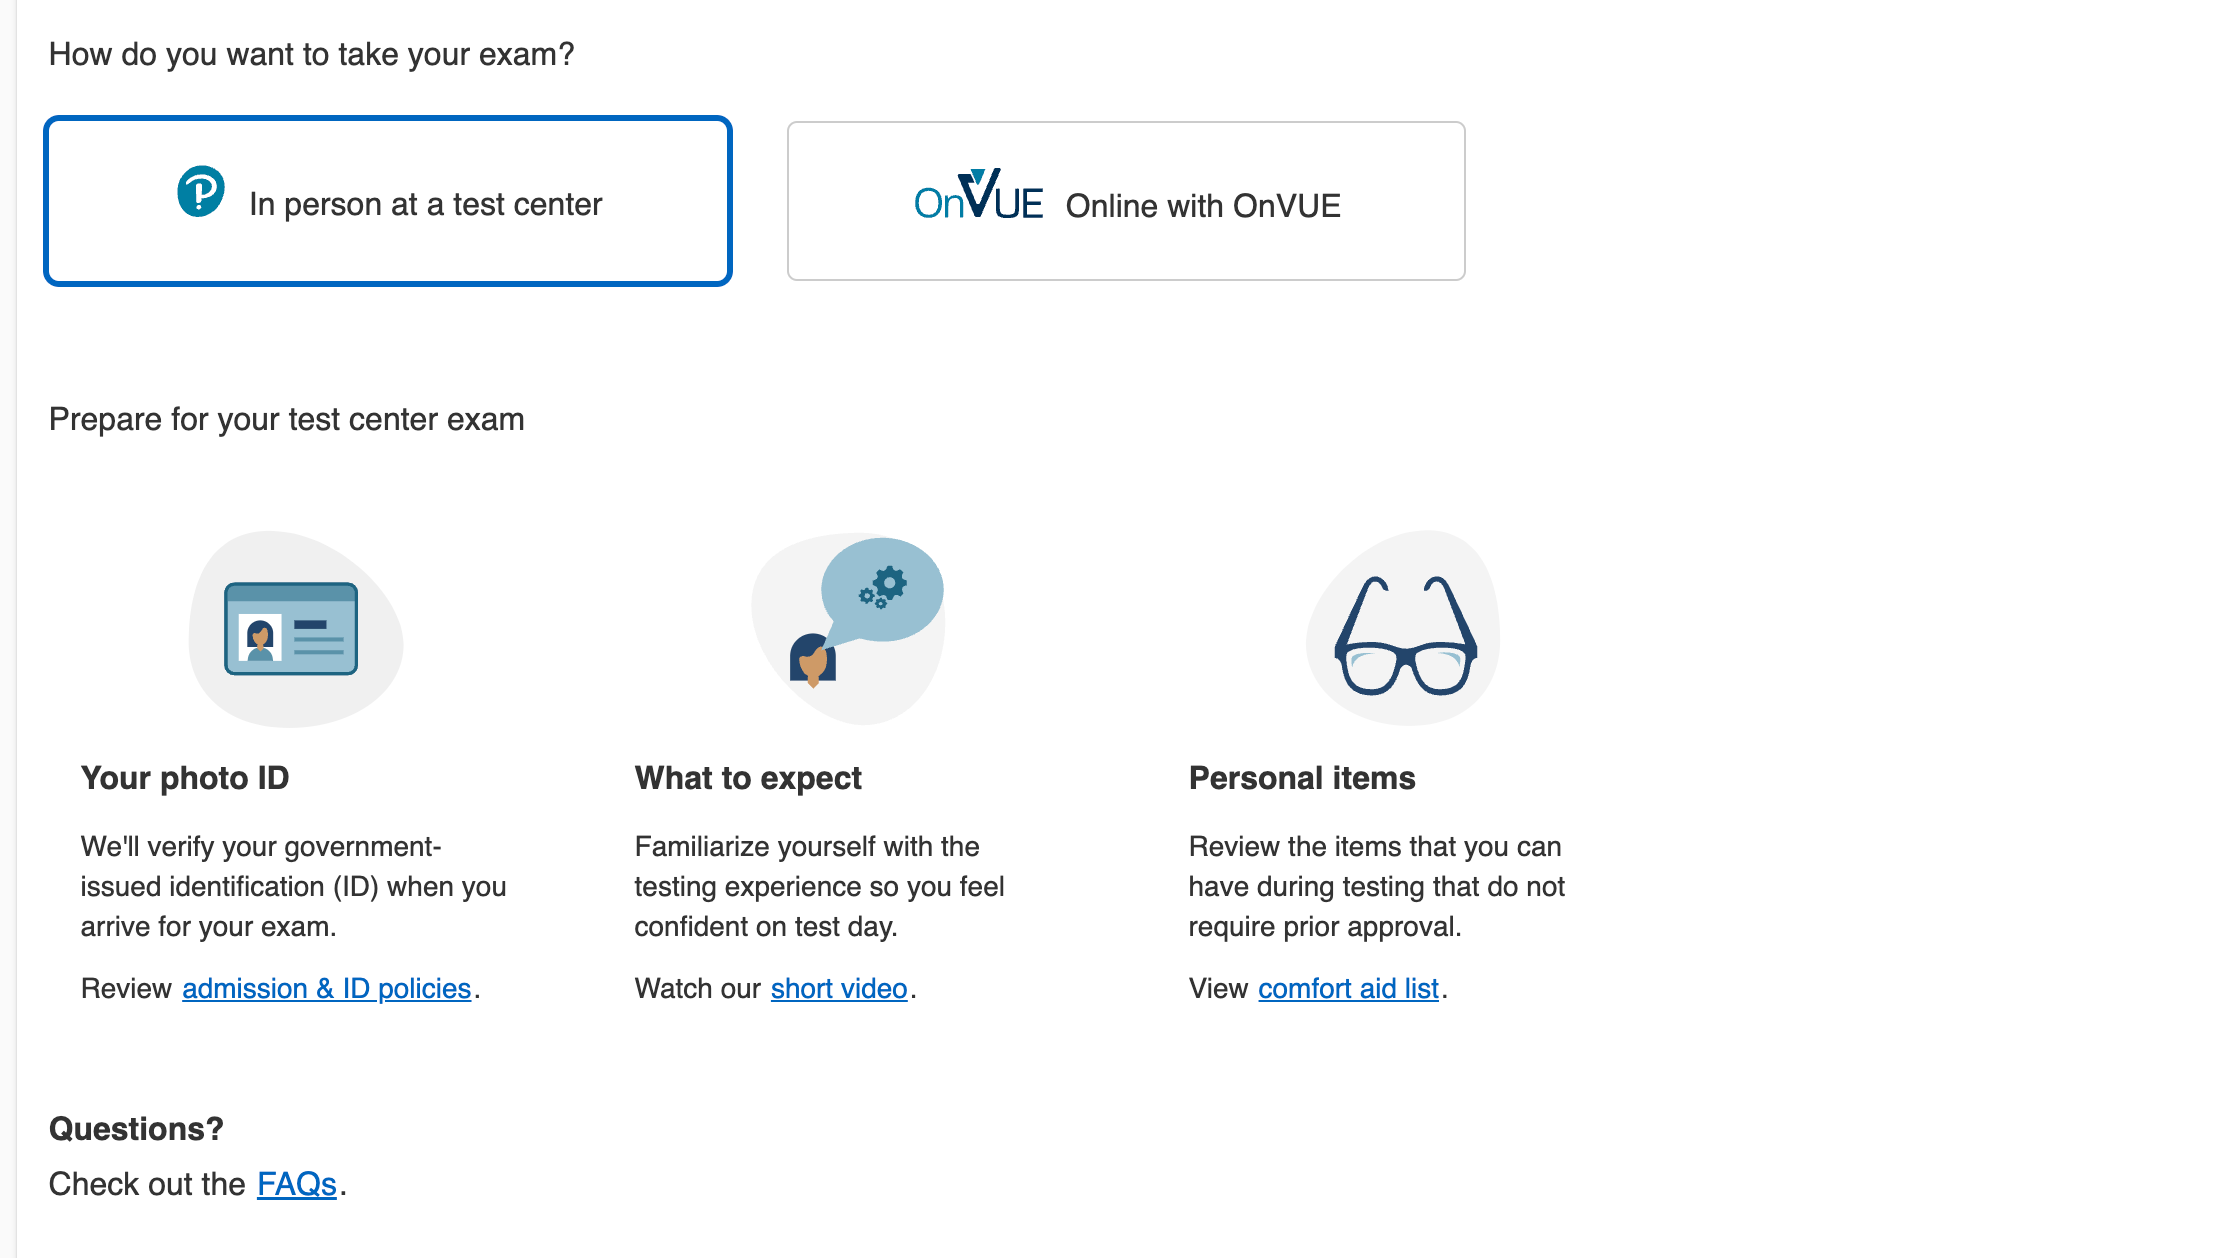 How do you want to take your exam?
In person at a test center
OnVUE Online with OnVUE
Prepare for your test center exam
Your photo ID
We'll verify your government-
issued identification (ID) when you
arrive for your exam.
Review admission & ID policies.
What to expect
Familiarize yourself with the
testing experience so you feel
confident on test day.
Watch our short video.
Personal items
Review the items that you can
have during testing that do not
require prior approval.
View comfort aid list.
Questions?
Check out the FAQs.